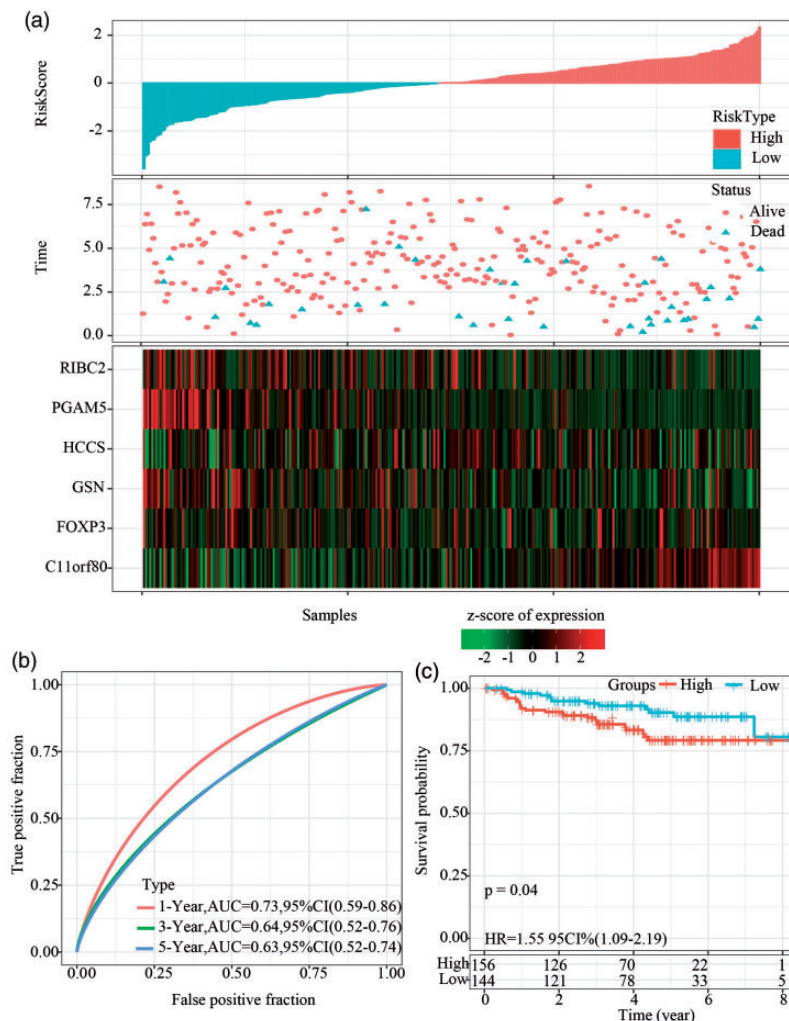 (a)
2
0
-2
RiskScore
RiskType
High
Low
7.5
5.0
2.5
0.0
Time
Status
Alive
Dead
RIBC2
PGAM5
HCCS
GSN
FOXP3
C11orf80
Samples
z-score of expression
-2 -1 0 1 2
(b)
1.00
0.75
0.50
0.25
0.00
True positive fraction
Type
1-Year,AUC=0.73,95%CI(0.59-0.86)
3-Year,AUC=0.64,95%CI(0.52-0.76)
5-Year,AUC=0.63,95%CI(0.52-0.74)
0.00 0.25 0.50 0.75 1.00
False positive fraction
(c)
Groups High Low
1.00
0.75
0.50
0.25
0.00
Survival probability
p = 0.04
HR=1.55 95CI%(1.09-2.19)
High 156 126 70 22 1
Low 144 121 78 33 5
0 2 4 6 8
Time (year)